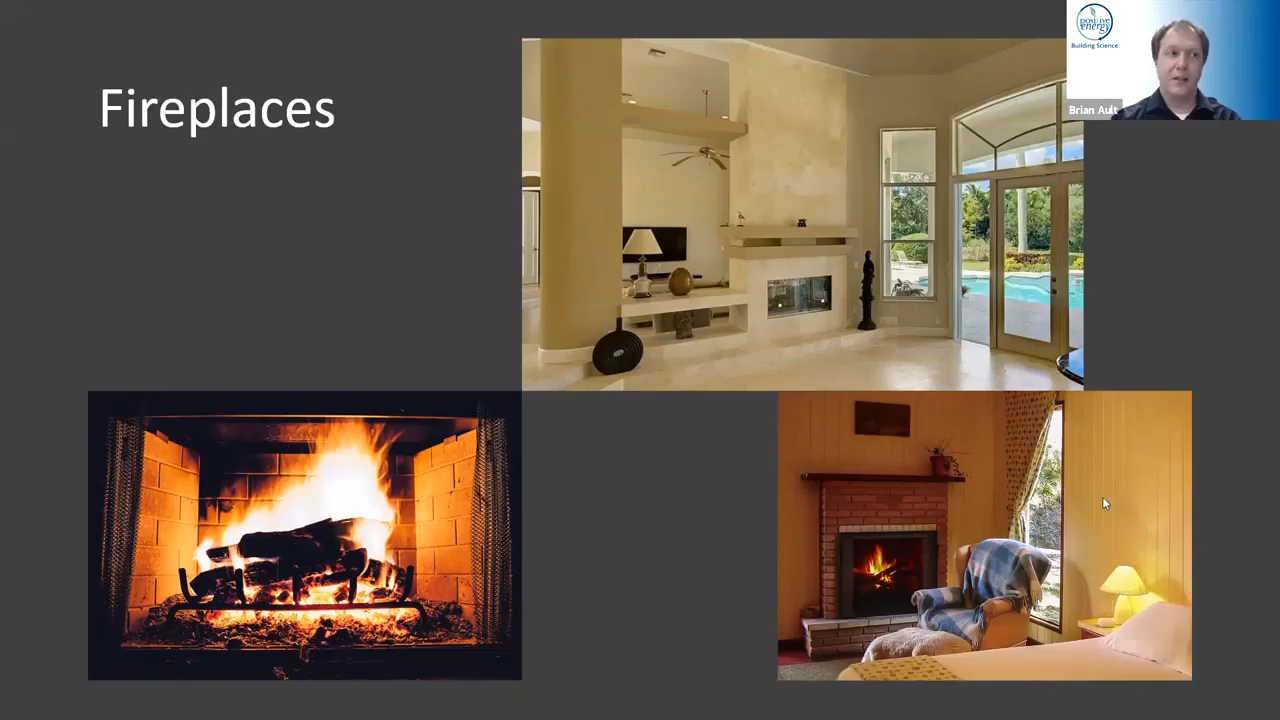 Fireplaces
positive
energy
Building Science
Brian Ault